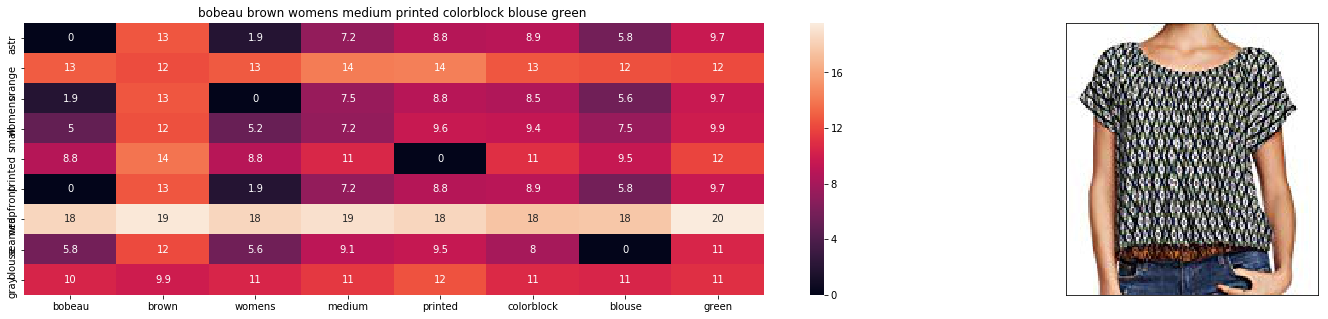 bobeau brown womens medium printed colorblock blouse green
astr 0 13 1.9 7.2 8.8 8.9 5.8 9.7
orange 13 12 13 14 14 13 12 12
womens 1.9 13 0 7.5 8.8 8.5 5.6 9.7
small 5 12 5.2 7.2 9.6 9.4 7.5 9.9
printed 8.8 14 8.8 11 0 11 9.5 12
0 13 1.9 7.2 8.8 8.9 5.8 9.7
18 19 18 19 18 18 18 20
blouse 5.8 12 5.6 9.1 9.5 8 0 11
gray 10 9.9 11 11 12 11 11 11
bobeau brown womens medium printed colorblock blouse green
16
12
8
4
0